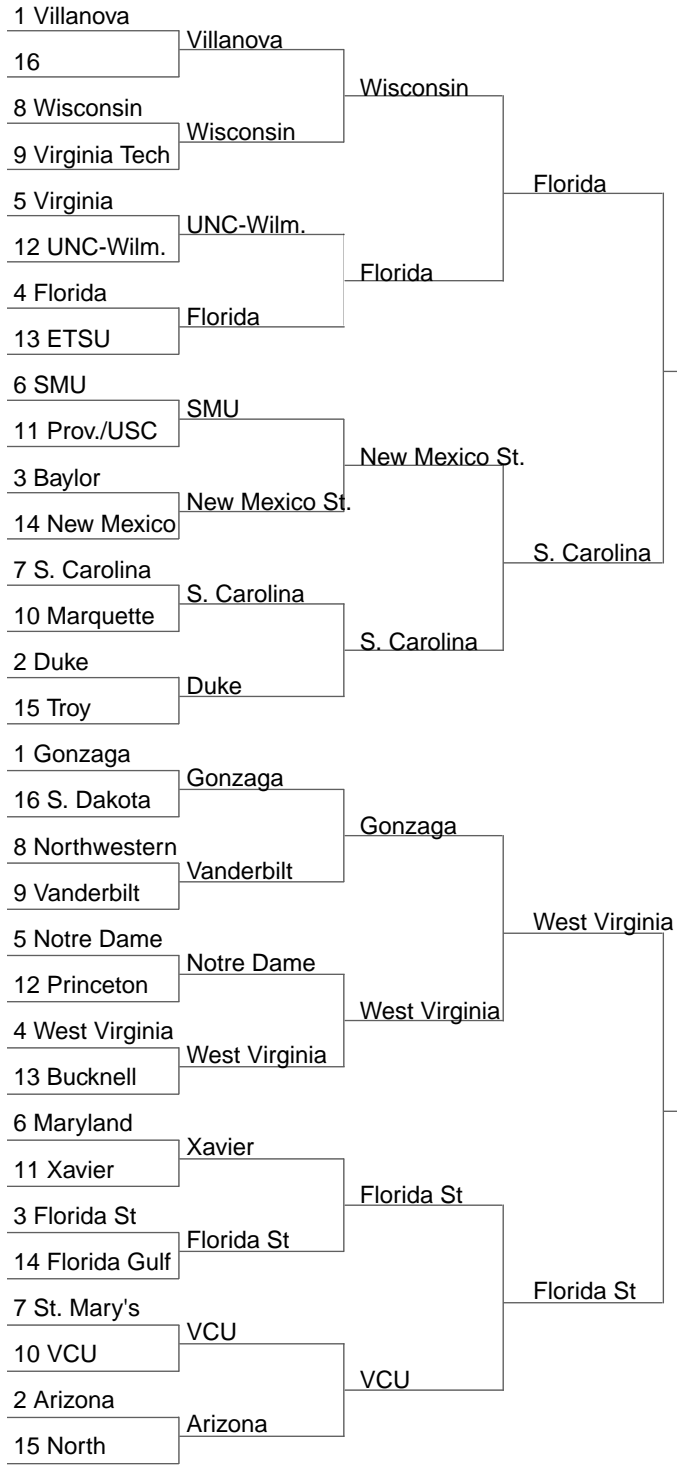 1 Villanova
16
8 Wisconsin
9 Virginia Tech
5 Virginia
12 UNC-Wilm.
4 Florida
13 ETSU
6 SMU
11 Prov./USC
3 Baylor
14 New Mexico
7 S. Carolina
10 Marquette
2 Duke
15 Troy
1 Gonzaga
16 S. Dakota
8 Northwestern
9 Vanderbilt
5 Notre Dame
12 Princeton
4 West Virginia
13 Bucknell
6 Maryland
11 Xavier
3 Florida St
14 Florida Gulf
7 St. Mary's
10 VCU
2 Arizona
15 North
Villanova
Wisconsin
UNC-Wilm.
Florida
SMU
New Mexico St.
S. Carolina
Duke
Gonzaga
Vanderbilt
Notre Dame
West Virginia
Xavier
Florida St
VCU
Arizona
Wisconsin
Florida
New Mexico St.
S. Carolina
Gonzaga
West Virginia
Florida St
VCU
Florida
S. Carolina
West Virginia
Florida St